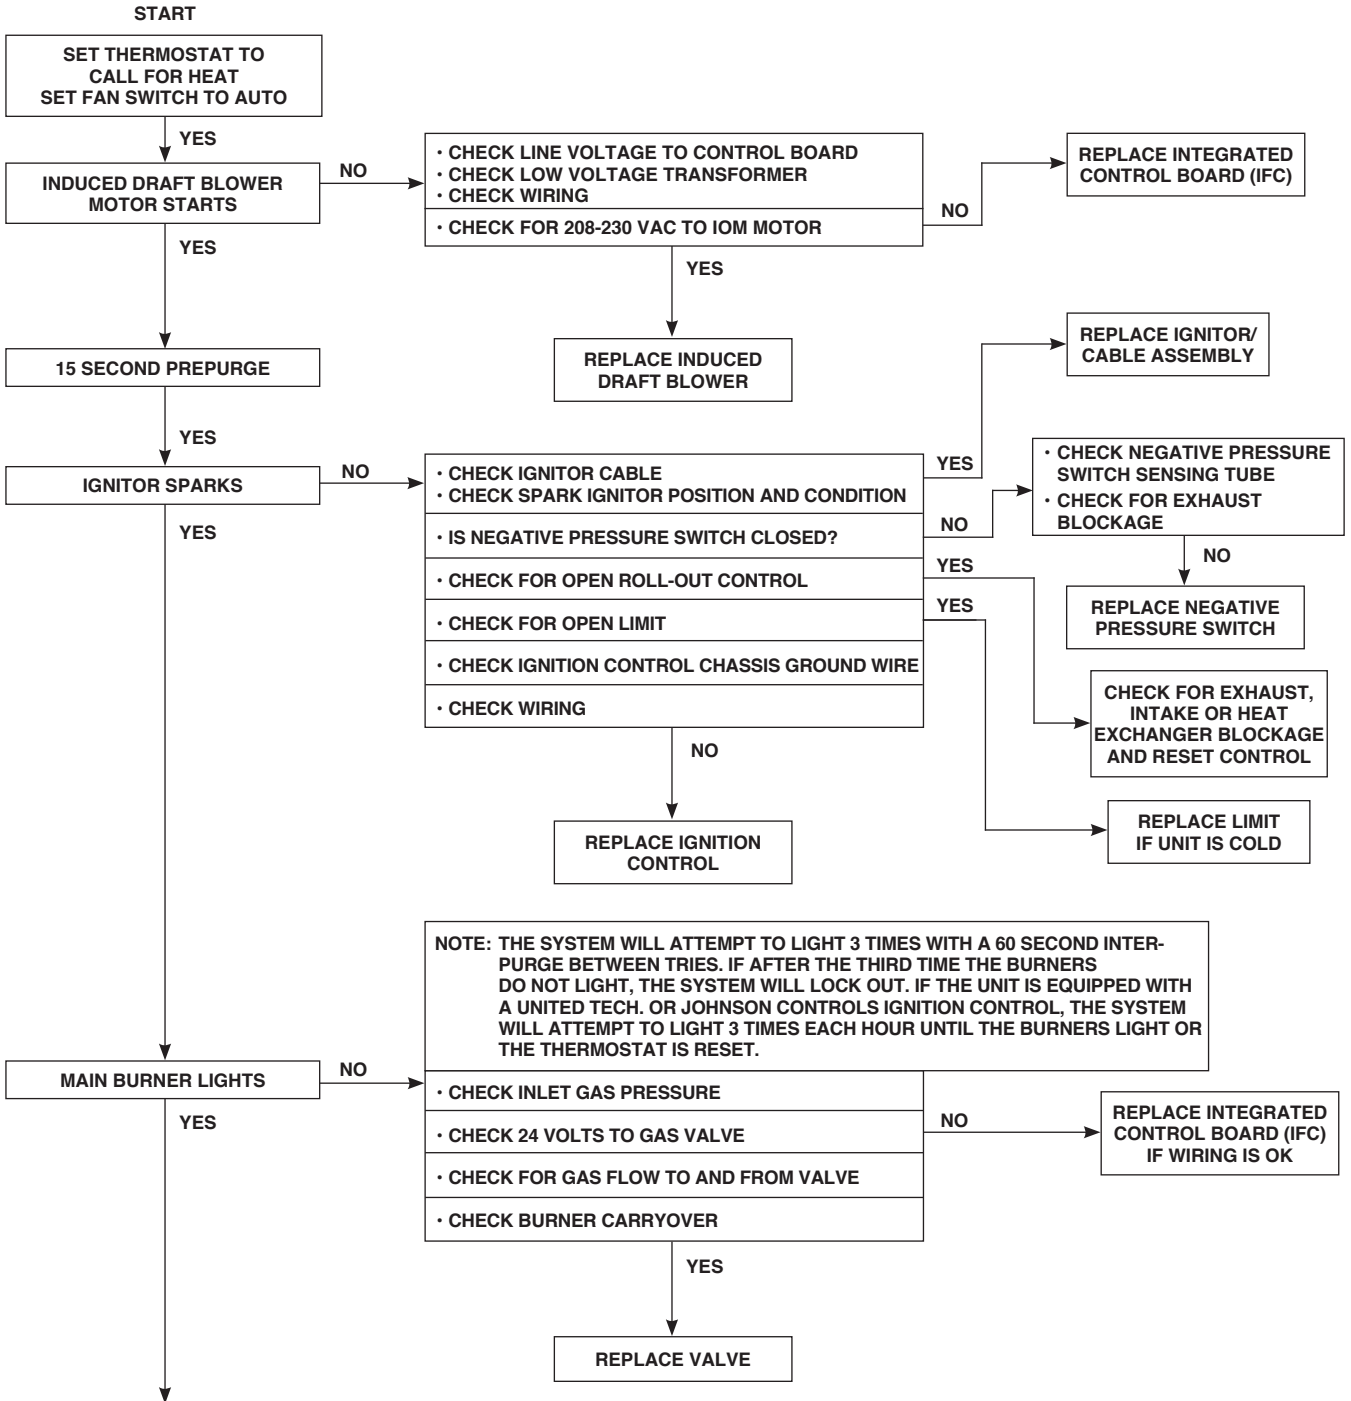 START
SET THERMOSTAT TO
CALL FOR HEAT
SET FAN SWITCH TO AUTO
YES
INDUCED DRAFT BLOWER
MOTOR STARTS
NO
· CHECK LINE VOLTAGE TO CONTROL BOARD
· CHECK LOW VOLTAGE TRANSFORMER
· CHECK WIRING
· CHECK FOR 208-230 VAC TO IOM MOTOR
NO
REPLACE INTEGRATED
CONTROL BOARD (IFC)
YES
REPLACE INDUCED
DRAFT BLOWER
YES
15 SECOND PREPURGE
YES
IGNITOR SPARKS
NO
· CHECK IGNITOR CABLE
· CHECK SPARK IGNITOR POSITION AND CONDITION
YES
REPLACE IGNITOR/
CABLE ASSEMBLY
· IS NEGATIVE PRESSURE SWITCH CLOSED?
NO
· CHECK NEGATIVE PRESSURE
SWITCH SENSING TUBE
· CHECK FOR EXHAUST
BLOCKAGE
NO
REPLACE NEGATIVE
PRESSURE SWITCH
· CHECK FOR OPEN ROLL-OUT CONTROL
YES
CHECK FOR EXHAUST,
INTAKE OR HEAT
EXCHANGER BLOCKAGE
AND RESET CONTROL
· CHECK FOR OPEN LIMIT
YES
REPLACE LIMIT
IF UNIT IS COLD
· CHECK IGNITION CONTROL CHASSIS GROUND WIRE
· CHECK WIRING
NO
REPLACE IGNITION
CONTROL
YES
NOTE: THE SYSTEM WILL ATTEMPT TO LIGHT 3 TIMES WITH A 60 SECOND INTER-
PURGE BETWEEN TRIES. IF AFTER THE THIRD TIME THE BURNERS
DO NOT LIGHT, THE SYSTEM WILL LOCK OUT. IF THE UNIT IS EQUIPPED WITH
A UNITED TECH. OR JOHNSON CONTROLS IGNITION CONTROL, THE SYSTEM
WILL ATTEMPT TO LIGHT 3 TIMES EACH HOUR UNTIL THE BURNERS LIGHT OR
THE THERMOSTAT IS RESET.
MAIN BURNER LIGHTS
NO
· CHECK INLET GAS PRESSURE
· CHECK 24 VOLTS TO GAS VALVE
NO
REPLACE INTEGRATED
CONTROL BOARD (IFC)
IF WIRING IS OK
· CHECK FOR GAS FLOW TO AND FROM VALVE
· CHECK BURNER CARRYOVER
YES
REPLACE VALVE
YES